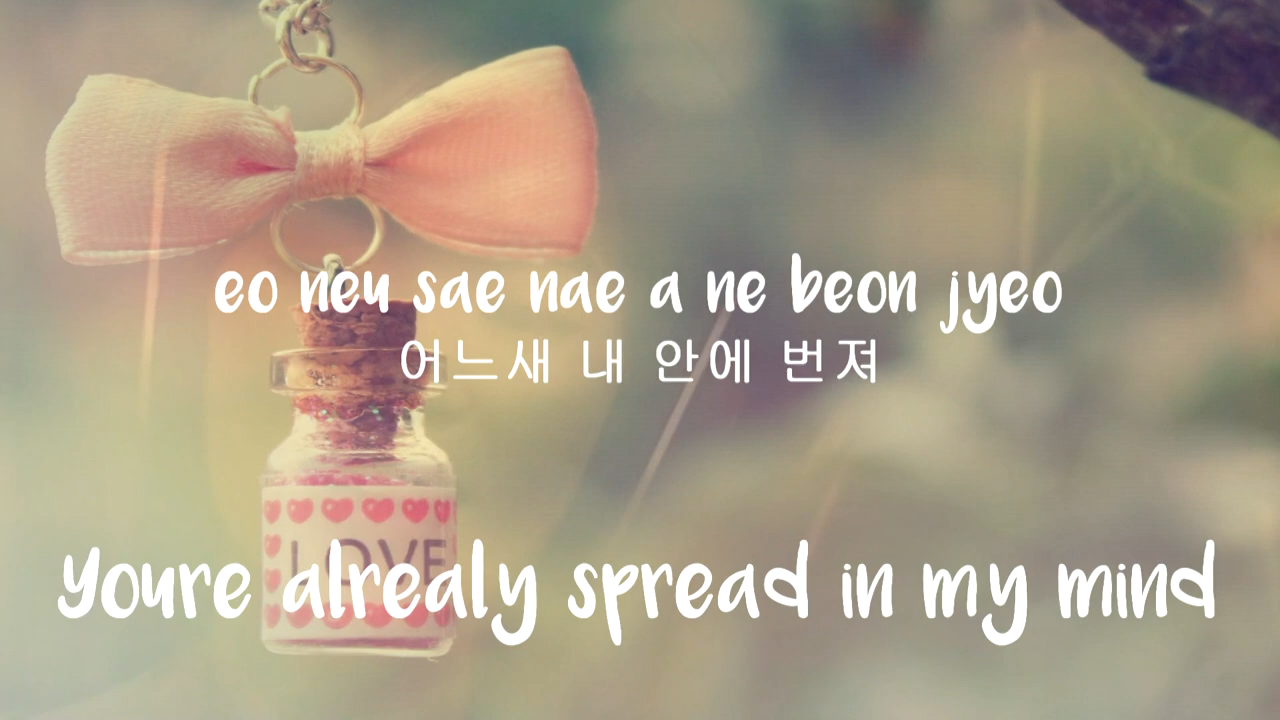 eo neu sae nae a ne beon jyeo
어느새 내 안에 번져
LOVE
Youre alrealy spread in my mind